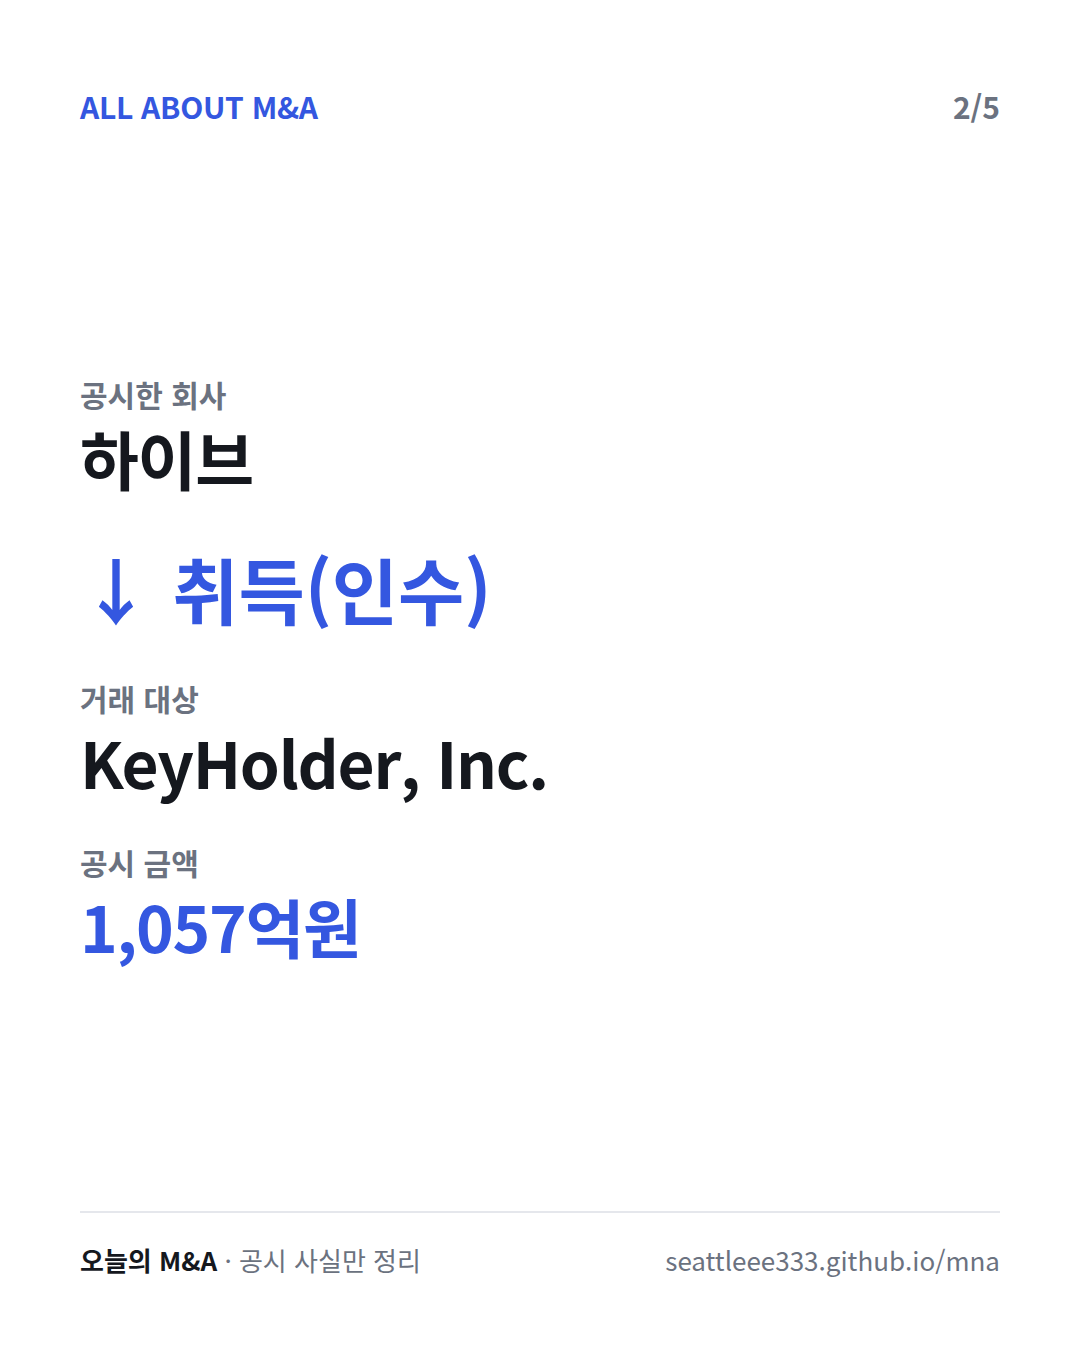 ALL ABOUT M&A
2/5
공시한 회사
하이브
↓ 취득(인수)
거래 대상
KeyHolder, Inc.
공시 금액
1,057억원
오늘의 M&A · 공시 사실만 정리
seattleee333.github.io/mna